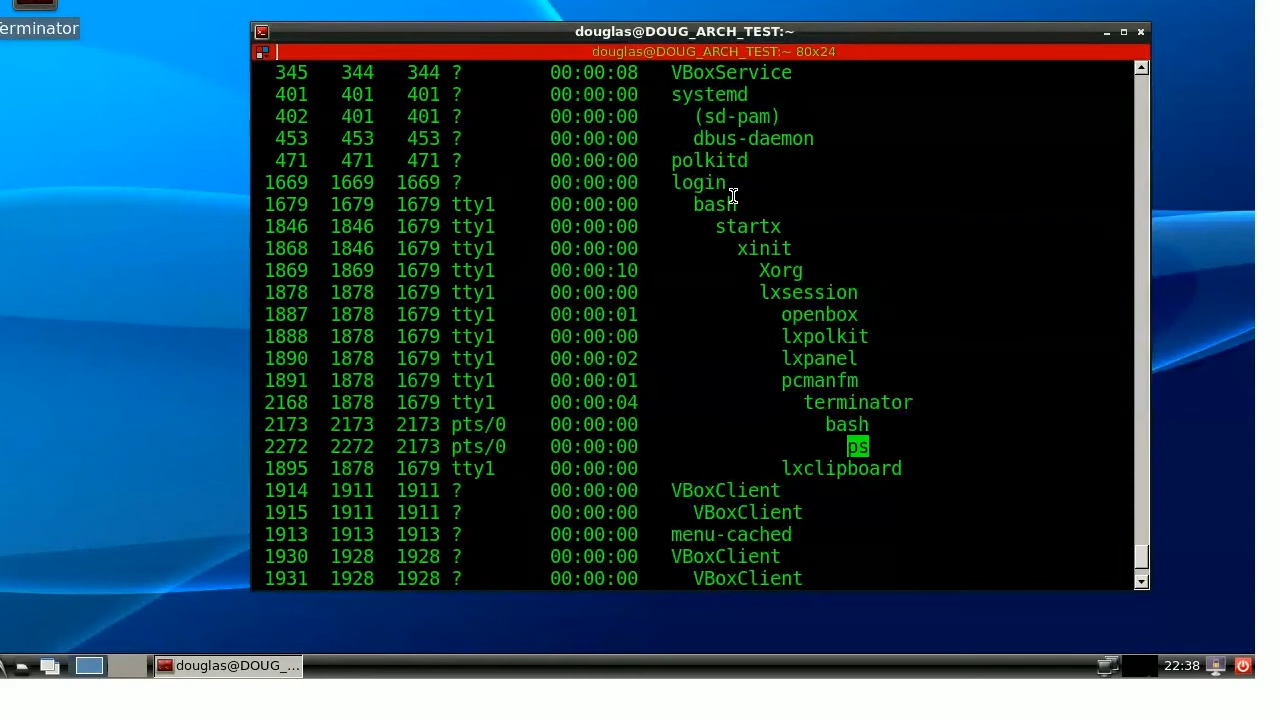 Terminator
douglas@DOUG_ARCH_TEST:~
douglas@DOUG_ARCH_TEST:~ 80x24
345 344 344 ? 00:00:08 VBoxService
401 401 401 ? 00:00:00 systemd
402 401 401 ? 00:00:00 (sd-pam)
453 453 453 ? 00:00:00 dbus-daemon
471 471 471 ? 00:00:00 polkitd
1669 1669 1669 ? 00:00:00 login
1679 1679 1679 tty1 00:00:00 bash
1846 1846 1679 tty1 00:00:00 startx
1868 1846 1679 tty1 00:00:00 xinit
1869 1869 1679 tty1 00:00:10 Xorg
1878 1878 1679 tty1 00:00:00 lxsession
1887 1878 1679 tty1 00:00:01 openbox
1888 1878 1679 tty1 00:00:00 lxpolkit
1890 1878 1679 tty1 00:00:02 lxpanel
1891 1878 1679 tty1 00:00:01 pcmanfm
2168 1878 1679 tty1 00:00:04 terminator
2173 2173 2173 pts/0 00:00:00 bash
2272 2272 2173 pts/0 00:00:00 ps
1895 1878 1679 tty1 00:00:00 lxclipboard
1914 1911 1911 ? 00:00:00 VBoxClient
1915 1911 1911 ? 00:00:00 VBoxClient
1913 1913 1913 ? 00:00:00 menu-cached
1930 1928 1928 ? 00:00:00 VBoxClient
1931 1928 1928 ? 00:00:00 VBoxClient
douglas@DOUG_...
22:38